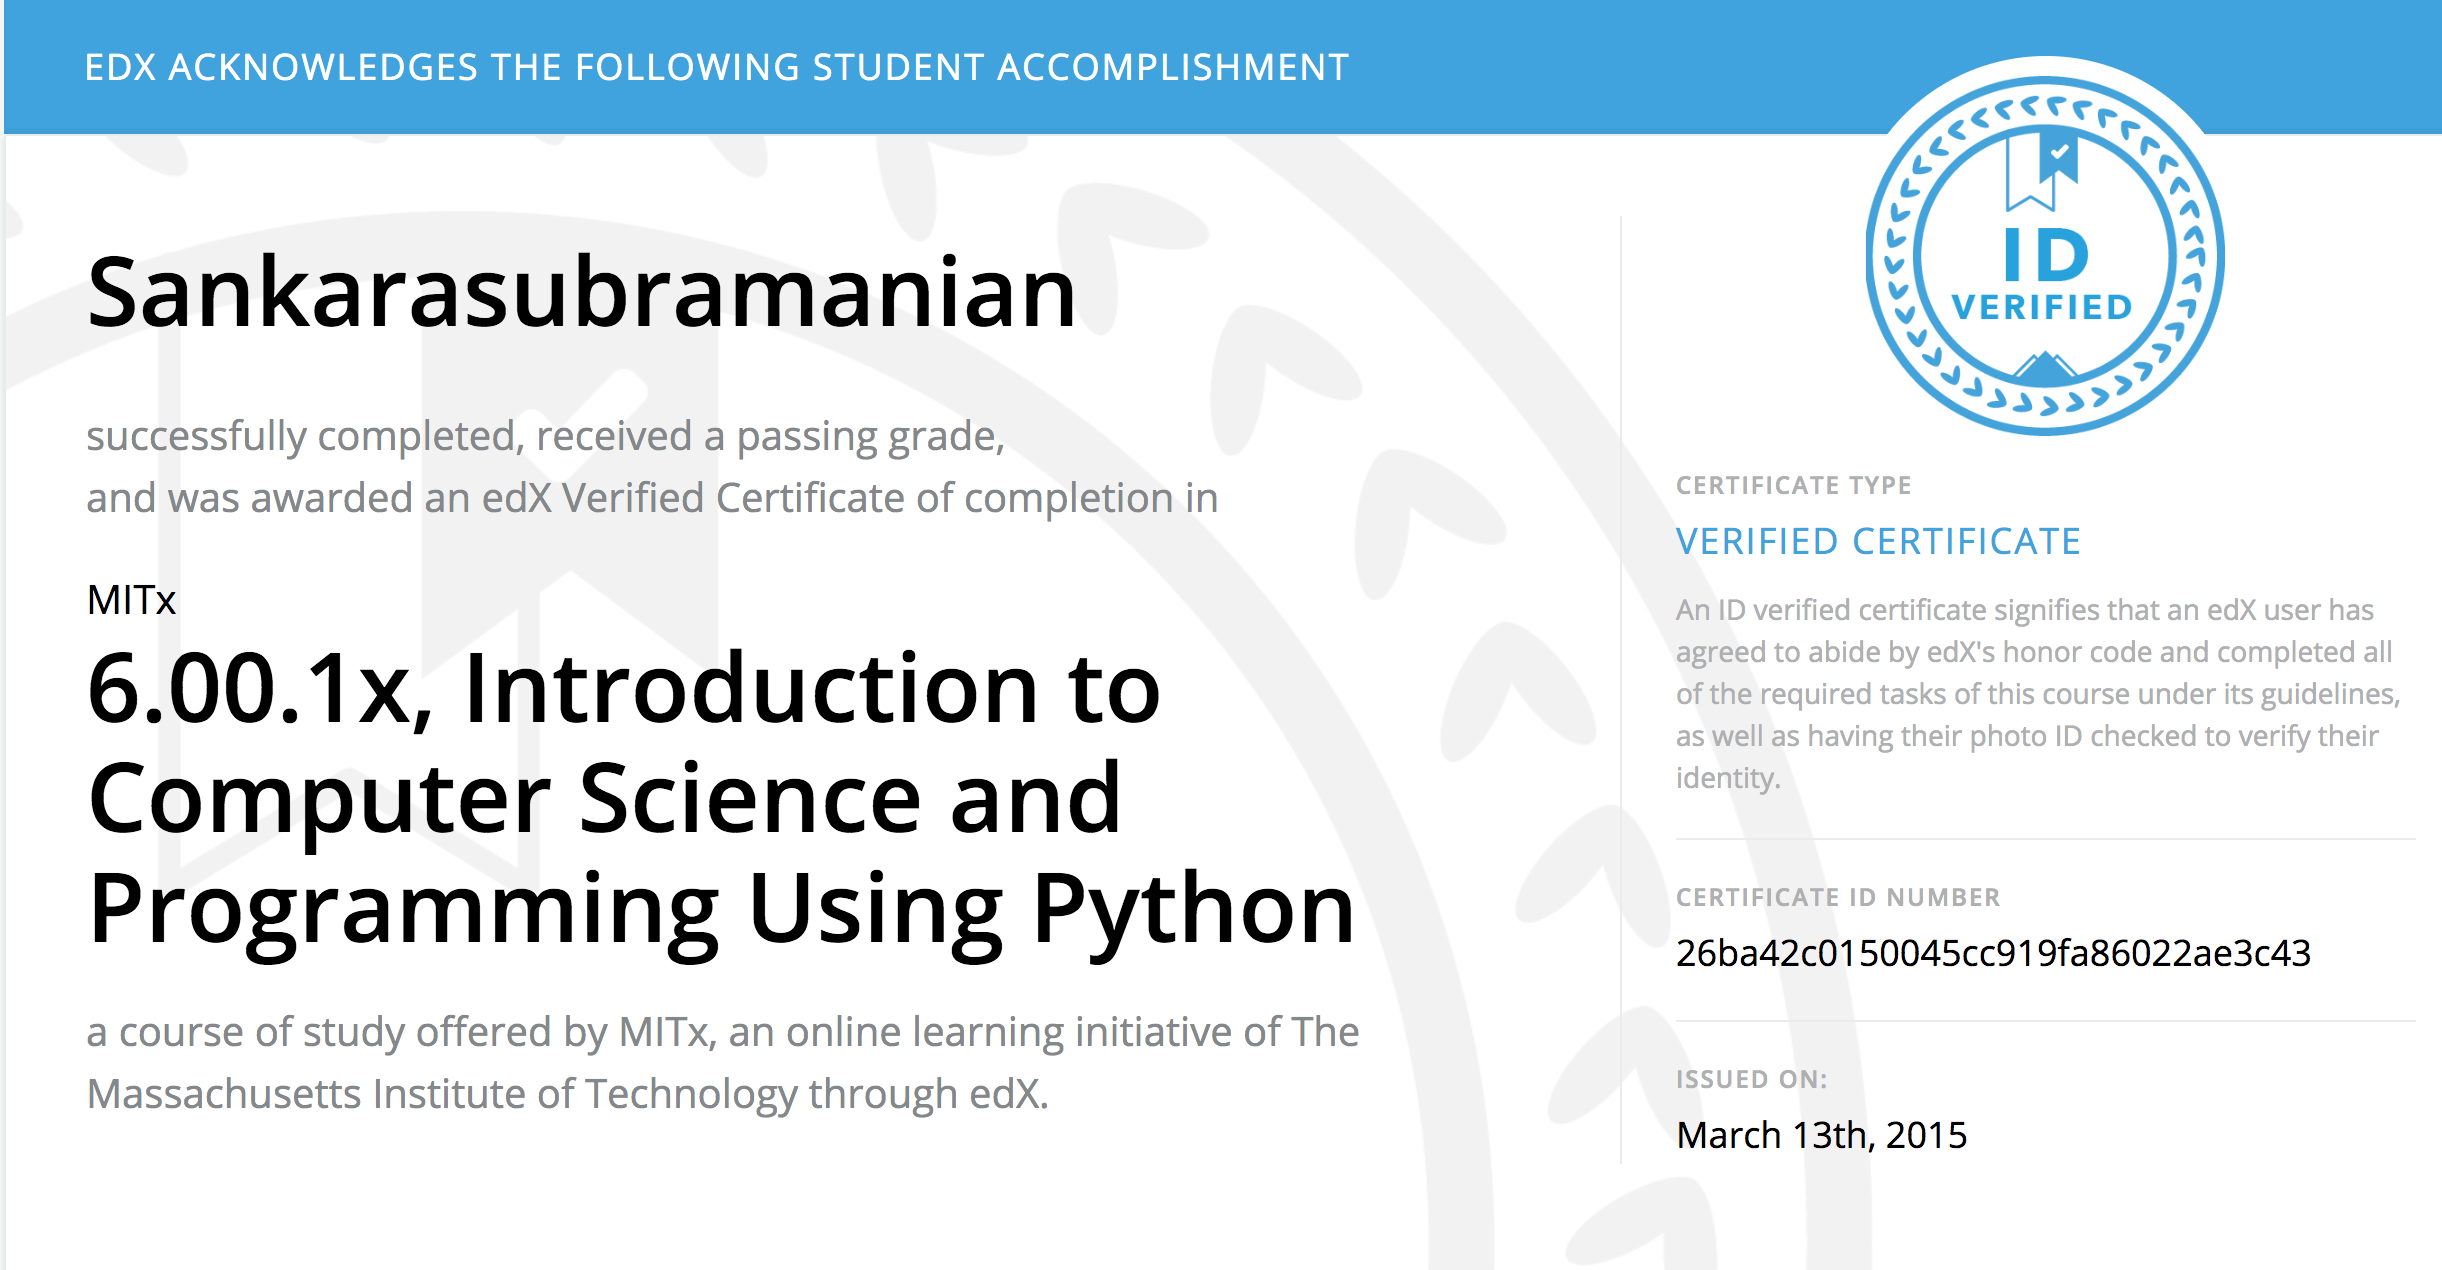 EDX ACKNOWLEDGES THE FOLLOWING STUDENT ACCOMPLISHMENT
Sankarasubramanian
successfully completed, received a passing grade,
and was awarded an edX Verified Certificate of completion in
MITx
6.00.1x, Introduction to
Computer Science and
Programming Using Python
a course of study offered by MITx, an online learning initiative of The
Massachusetts Institute of Technology through edX.
ID
VERIFIED
CERTIFICATE TYPE
VERIFIED CERTIFICATE
An ID verified certificate signifies that an edX user has
agreed to abide by edX's honor code and completed all
of the required tasks of this course under its guidelines,
as well as having their photo ID checked to verify their
identity.
CERTIFICATE ID NUMBER
26ba42c0150045cc919fa86022ae3c43
ISSUED ON:
March 13th, 2015